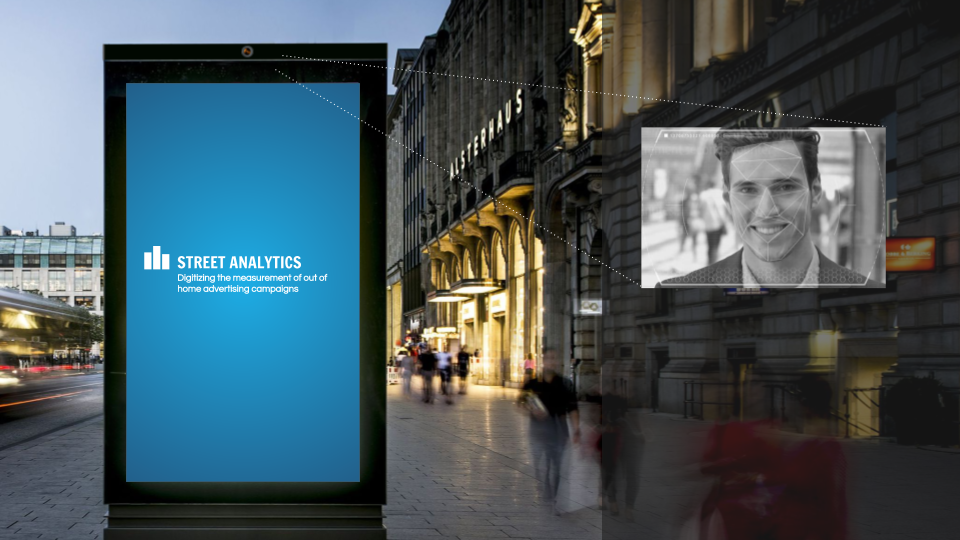 ALSTERHAUS
STREET ANALYTICS
Digitizing the measurement of out of
home advertising campaigns